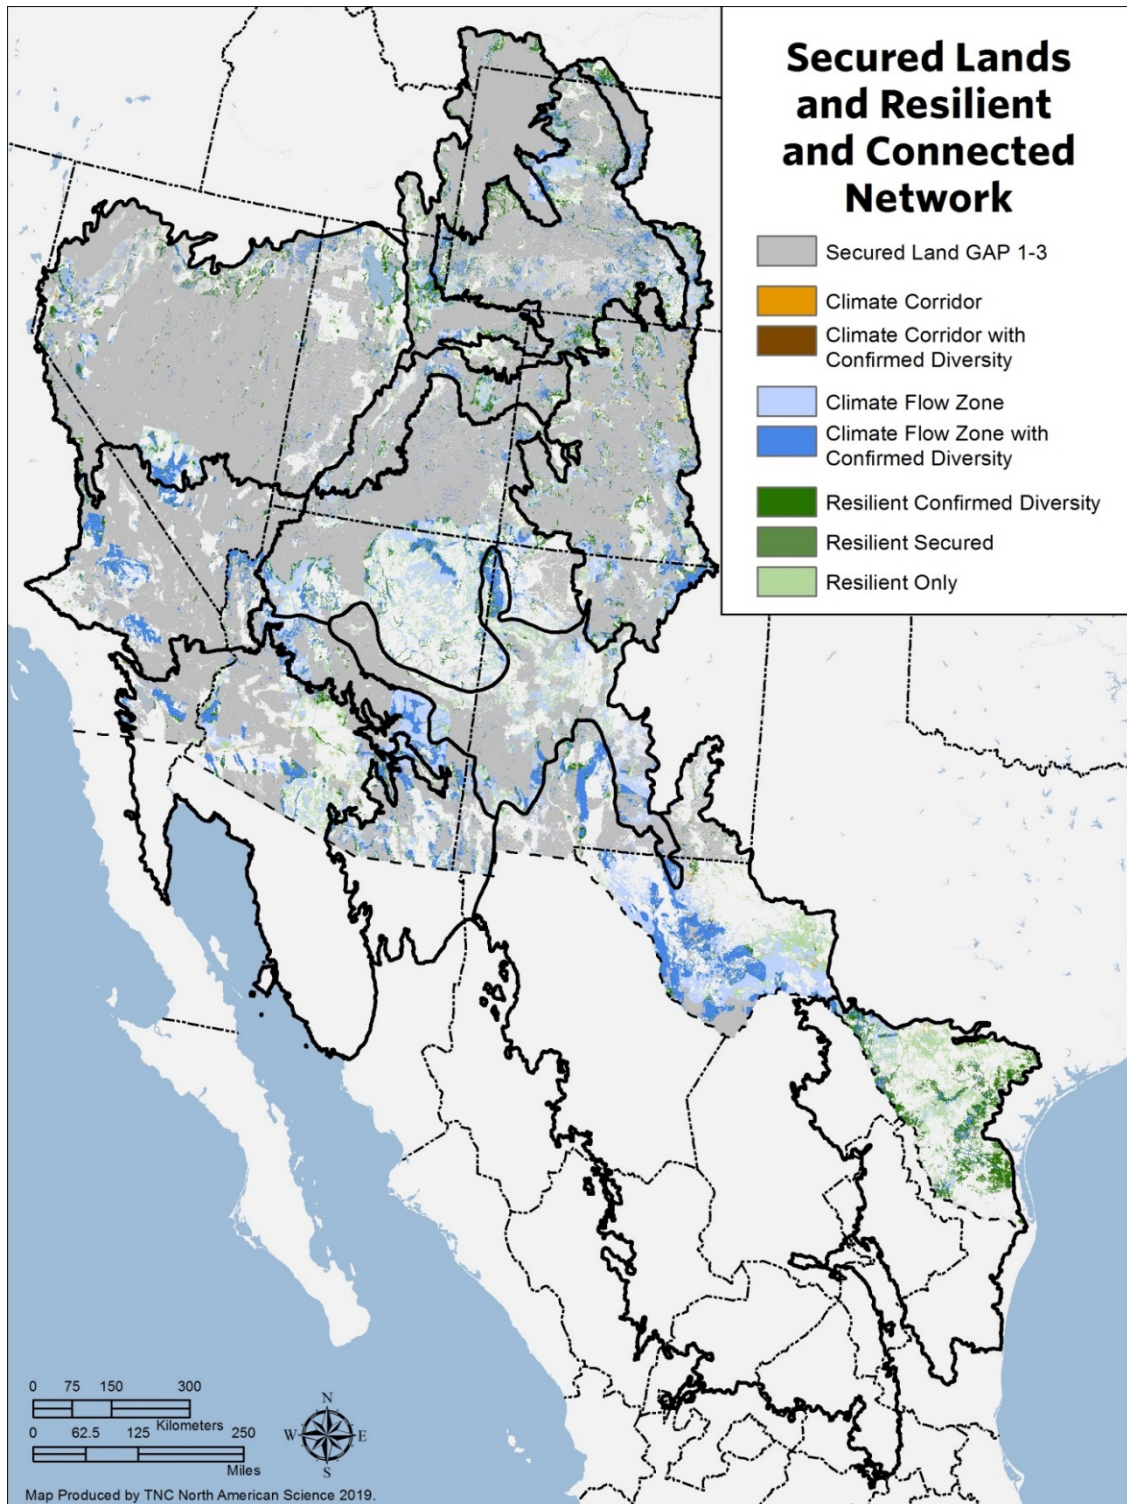 Secured Lands
and Resilient
and Connected
Network
Secured Land GAP 1-3
Climate Corridor
Climate Corridor with
Confirmed Diversity
Climate Flow Zone
Climate Flow Zone with
Confirmed Diversity
Resilient Confirmed Diversity
Resilient Secured
Resilient Only
0 75 150 300
Kilometers
0 62.5 125 250
Miles
N
W E
S
Map Produced by TNC North American Science 2019.